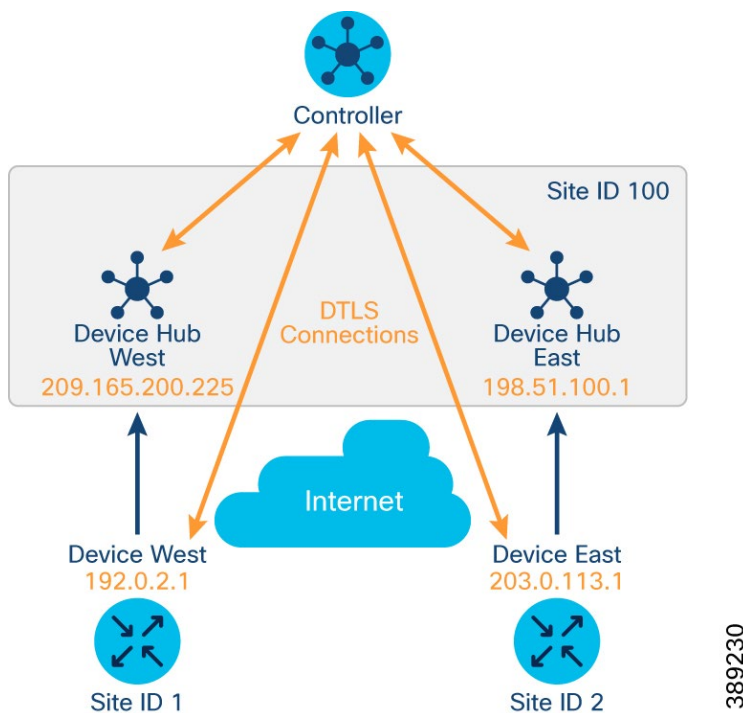 Controller
Site ID 100
Device Hub
West
209.165.200.225
DTLS
Connections
Device Hub
East
198.51.100.1
Internet
Device West
192.0.2.1
Device East
203.0.113.1
Site ID 1
Site ID 2
389230